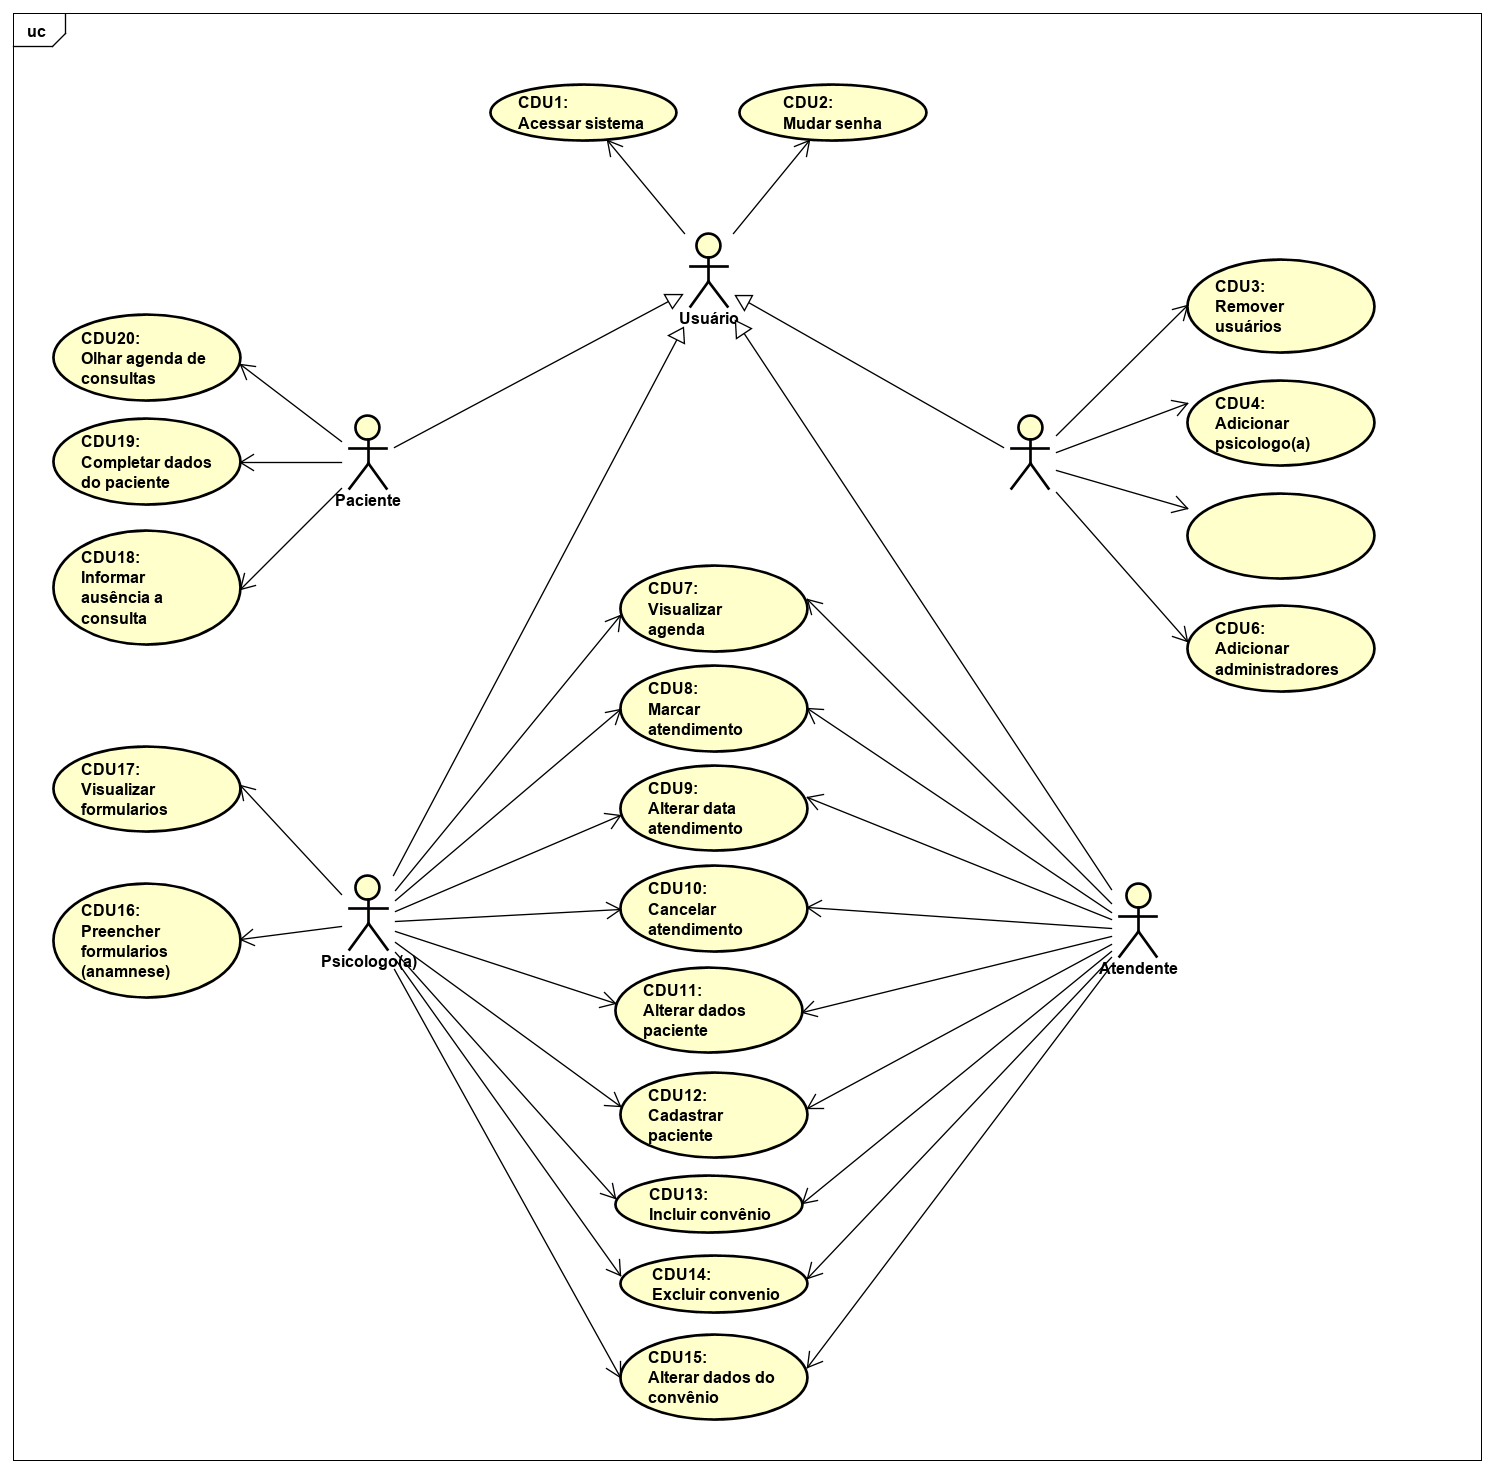 uc
CDU1:
Acessar sistema
CDU2:
Mudar senha
Usuário
CDU20:
Olhar agenda de
consultas
CDU19:
Completar dados
do paciente
CDU18:
Informar
ausência a
consulta
Paciente
CDU3:
Remover
usuários
CDU4:
Adicionar
psicologo(a)
CDU6:
Adicionar
administradores
CDU7:
Visualizar
agenda
CDU8:
Marcar
atendimento
CDU9:
Alterar data
atendimento
CDU10:
Cancelar
atendimento
CDU11:
Alterar dados
paciente
CDU12:
Cadastrar
paciente
CDU13:
Incluir convênio
CDU14:
Excluir convenio
CDU15:
Alterar dados do
convênio
CDU17:
Visualizar
formularios
CDU16:
Preencher
formularios
(anamnese)
Psicologo(a)
Atendente